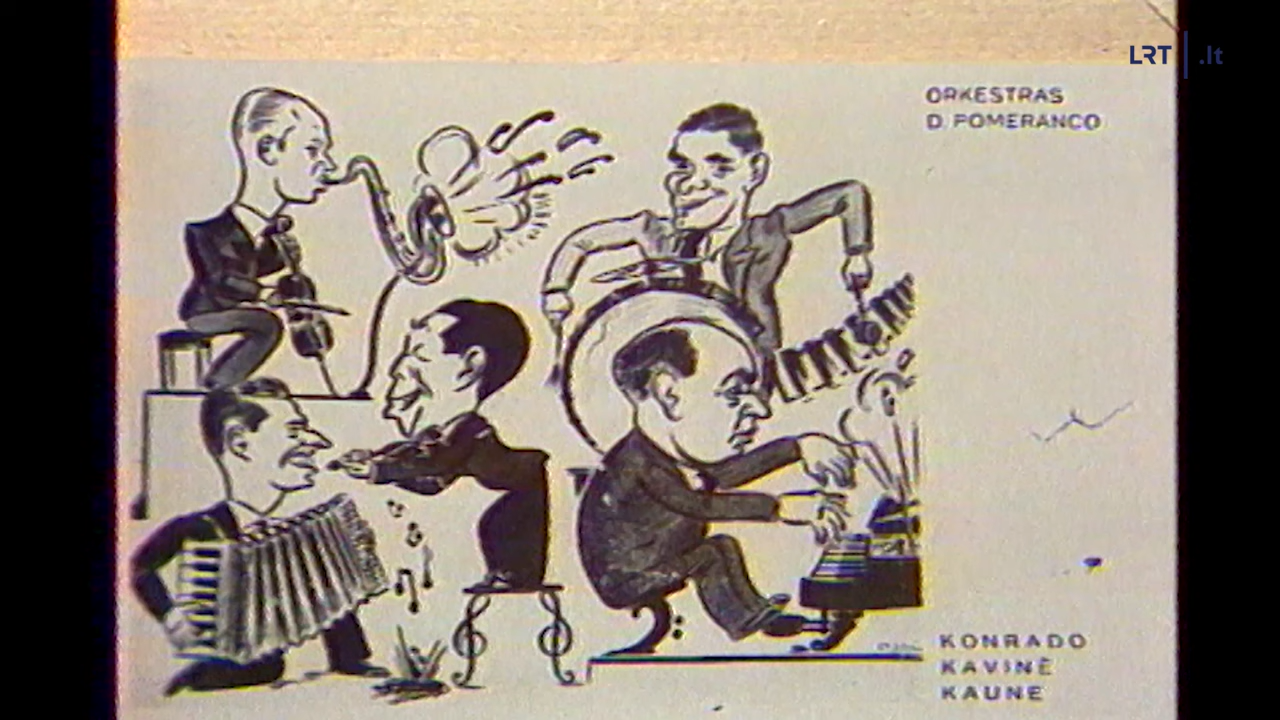 LRT | .lt
ORKESTRAS
D. POMERANCO
KONRADO
KAVINĖ
KAUNE